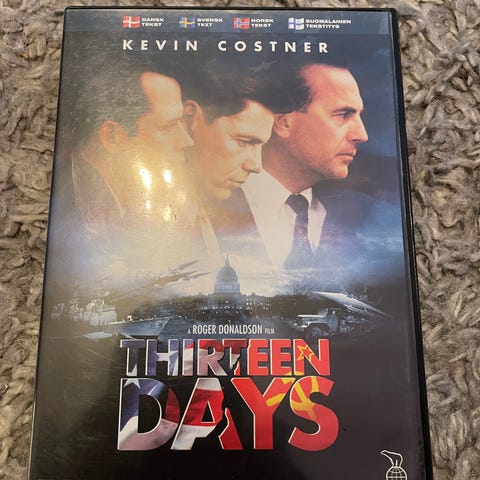 DANSK TEKST
SVENSK TEXT
NORSK TEKST
SUOMALAINEN TEKSTITYS
KEVIN COSTNER
A ROGER DONALDSON FILM
THIRTEEN
DAYS